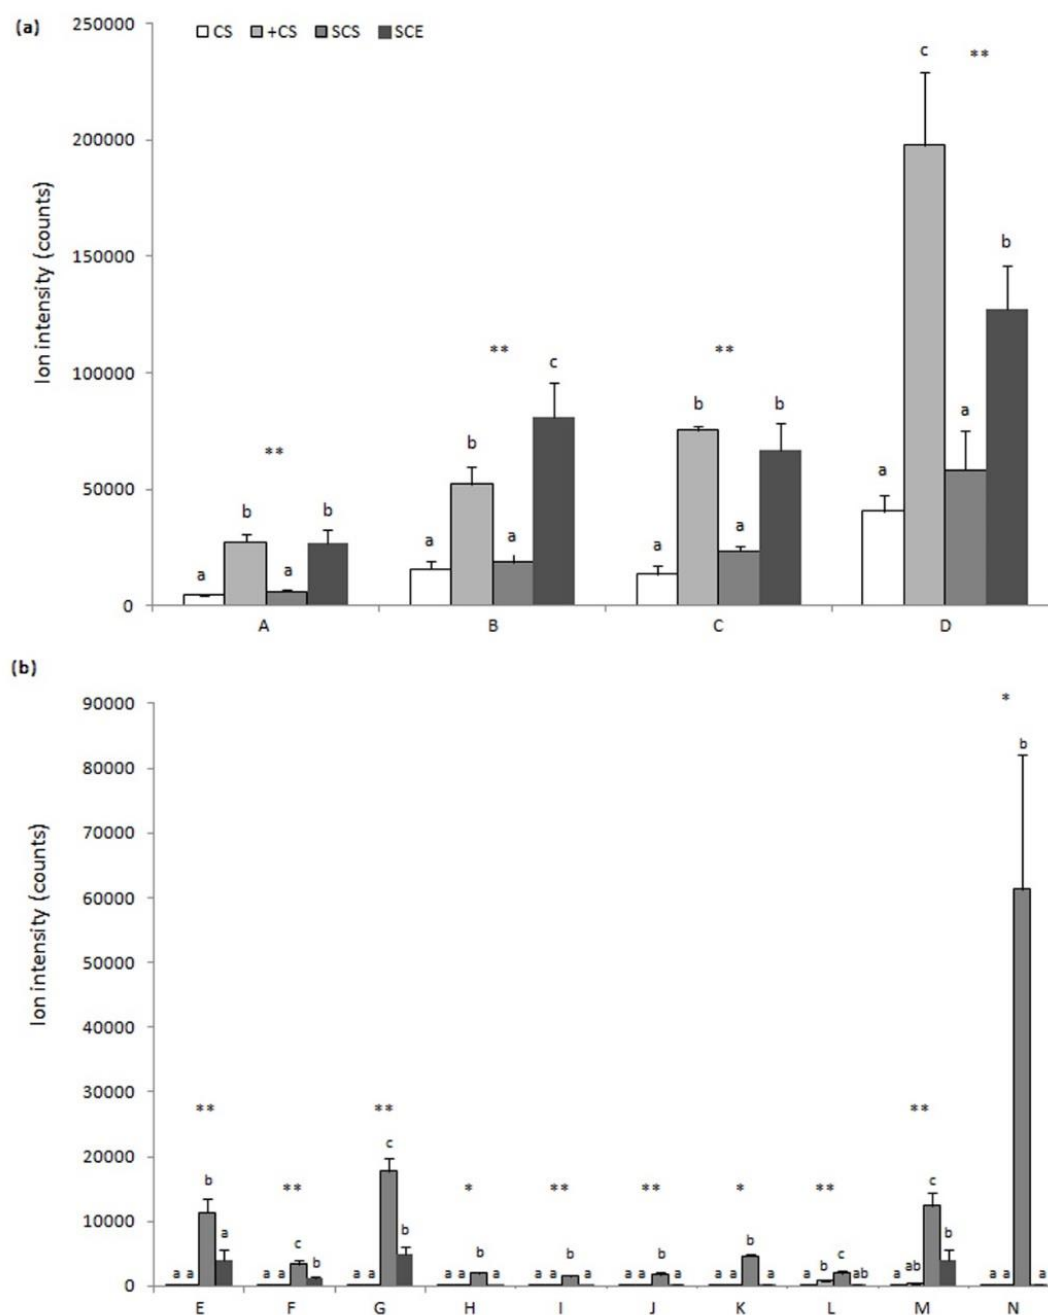 (a)
CS +CS SCS SCE
Ion intensity (counts)
250000
200000
150000
100000
50000
0
a b a b **
a b a c **
a b a b **
a c a b **
A B C D
(b)
Ion intensity (counts)
90000
80000
70000
60000
50000
40000
30000
20000
10000
0
a a b a **
a a c b **
a a c b **
a a b a *
a a b a **
a a b a **
a a b a *
a b c ab **
a ab c b **
a a b a *
E F G H I J K L M N